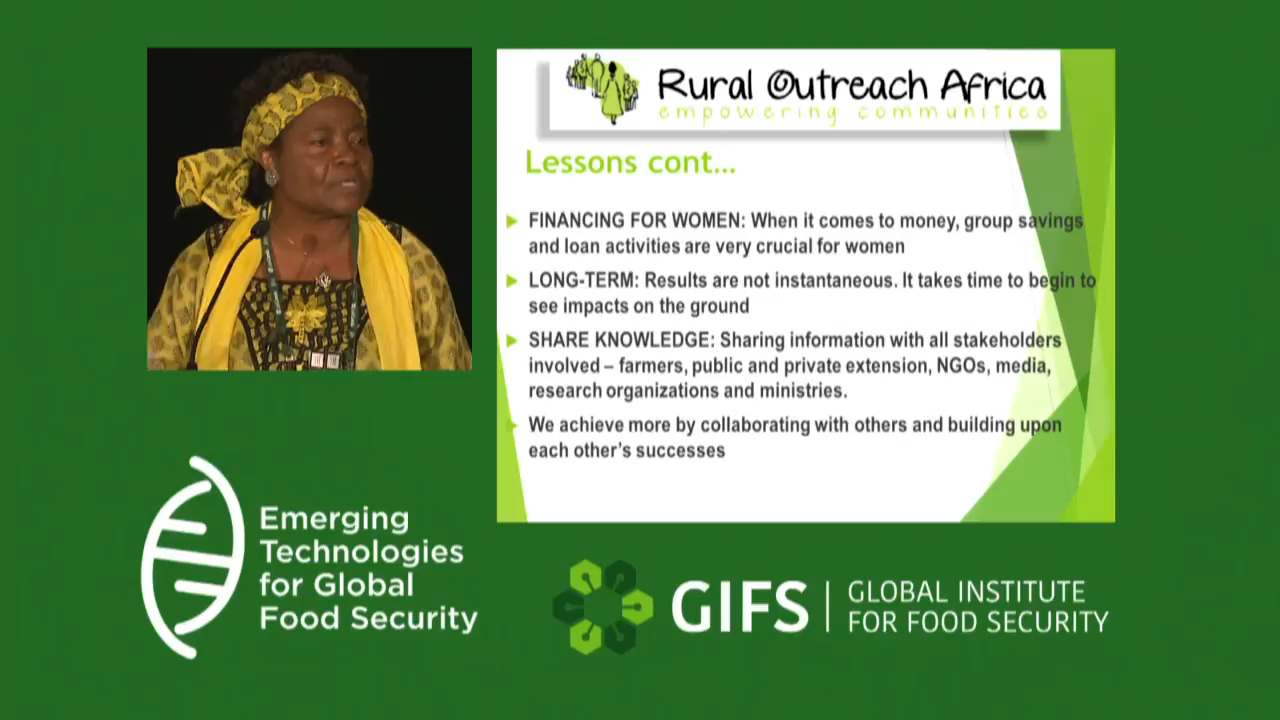 Rural Outreach Africa
empowering communities
Lessons cont...
FINANCING FOR WOMEN: When it comes to money, group savings
and loan activities are very crucial for women
LONG-TERM: Results are not instantaneous. It takes time to begin to
see impacts on the ground
SHARE KNOWLEDGE: Sharing information with all stakeholders
involved – farmers, public and private extension, NGOs, media,
research organizations and ministries.
We achieve more by collaborating with others and building upon
each other's successes
Emerging
Technologies
for Global
Food Security
GIFS
GLOBAL INSTITUTE
FOR FOOD SECURITY